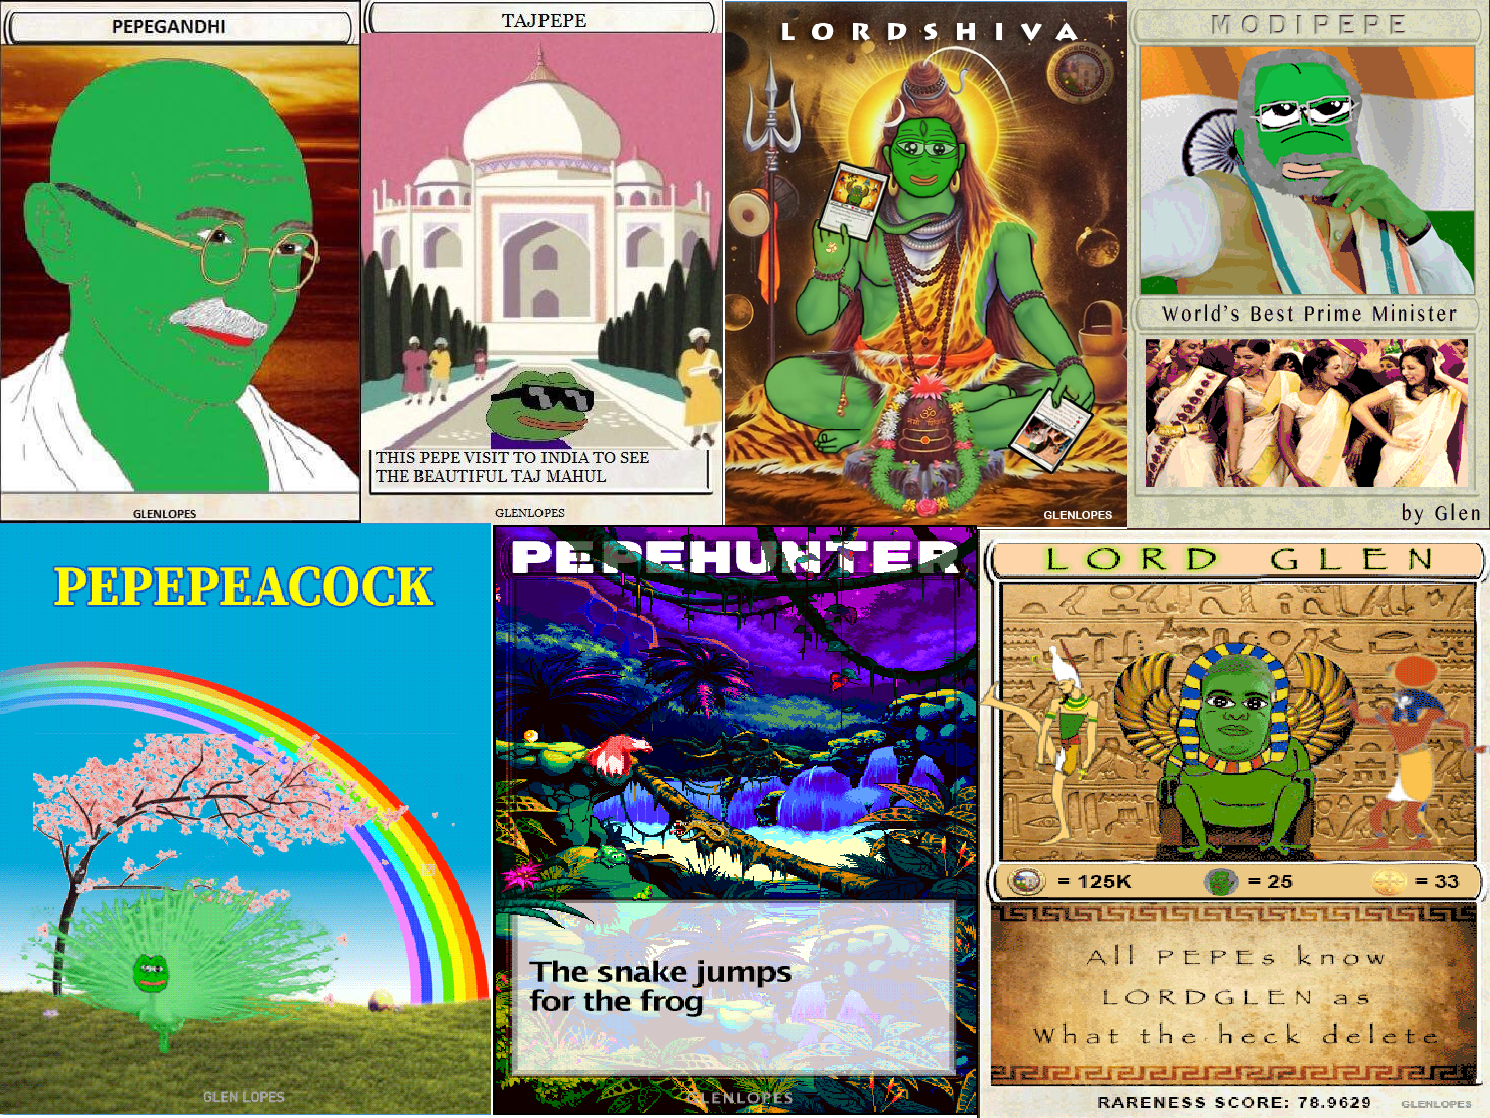 PEPEGANDHI
GLENLOPES
TAJPEPE
THIS PEPE VISIT TO INDIA TO SEE
THE BEAUTIFUL TAJ MAHUL
GLENLOPES
LORDSHIVA
GLENLOPES
MODIPEPE
World's Best Prime Minister
by Glen
PEPEPEACOCK
GLEN LOPES
PEPEHUNTER
The snake jumps
for the frog
GLENLOPES
LORD GLEN
= 125K = 25 = 33
All PEPEs know
LORDGLEN as
What the heck delete
RARENESS SCORE: 78.9629 GLENLOPES